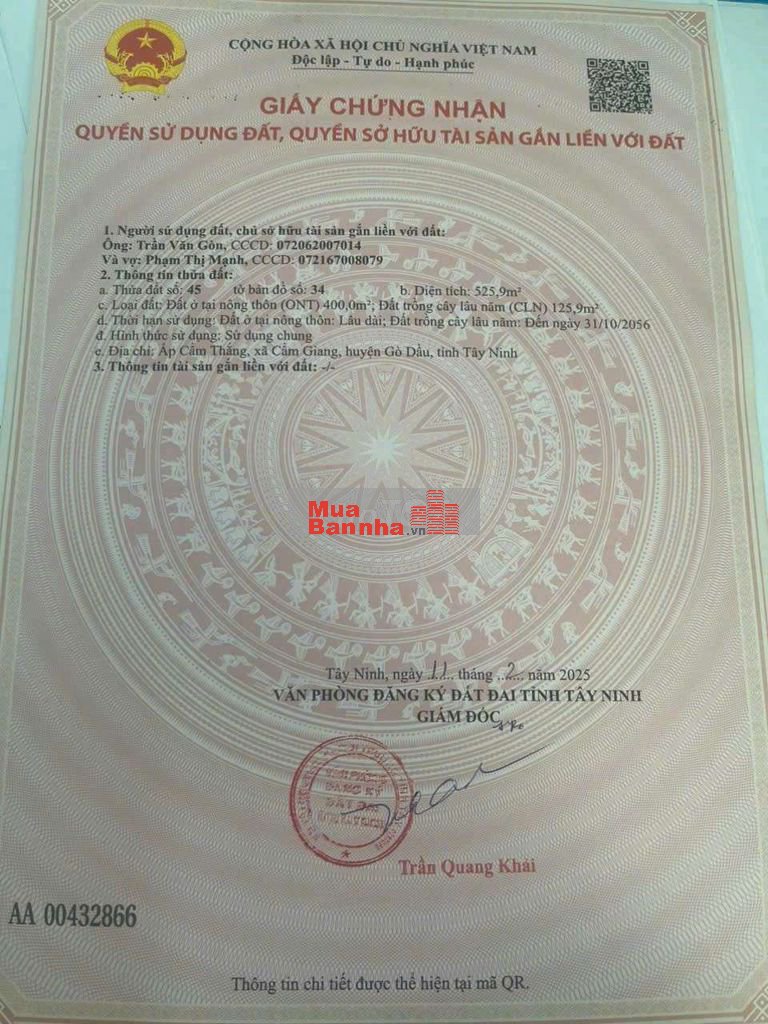 CỘNG HÒA XÃ HỘI CHỦ NGHĨA VIỆT NAM
Độc lập - Tự do - Hạnh phúc
GIẤY CHỨNG NHẬN
QUYỀN SỬ DỤNG ĐẤT, QUYỀN SỞ HỮU TÀI SẢN GẮN LIỀN VỚI ĐẤT
1. Người sử dụng đất, chủ sở hữu tài sản gắn liền với đất:
Ông: Trần Văn Gôn, CCCD: 072062007014
Và vợ: Phạm Thị Mạnh, CCCD: 072167008079
2. Thông tin thửa đất:
a. Thửa đất số: 45 tờ bản đồ số: 34 b. Diện tích: 525,9m²
c. Loại đất: Đất ở tại nông thôn (ONT) 400,0m²; Đất trồng cây lâu năm (CLN) 125,9m²
d. Thời hạn sử dụng: Đất ở tại nông thôn: Lâu dài; Đất trồng cây lâu năm: Đến ngày 31/10/2056
đ. Hình thức sử dụng: Sử dụng chung
e. Địa chỉ: Ấp Cẩm Thắng, xã Cẩm Giang, huyện Gò Dầu, tỉnh Tây Ninh
3. Thông tin tài sản gắn liền với đất: -/-
Mua
Bannha.vn
Tây Ninh, ngày 11 tháng 2 năm 2025
VĂN PHÒNG ĐĂNG KÝ ĐẤT ĐAI TỈNH TÂY NINH
GIÁM ĐỐC
VĂN PHÒNG
ĐĂNG KÝ
ĐẤT ĐAI
Trần Quang Khải
AA 00432866
Thông tin chi tiết được thể hiện tại mã QR.